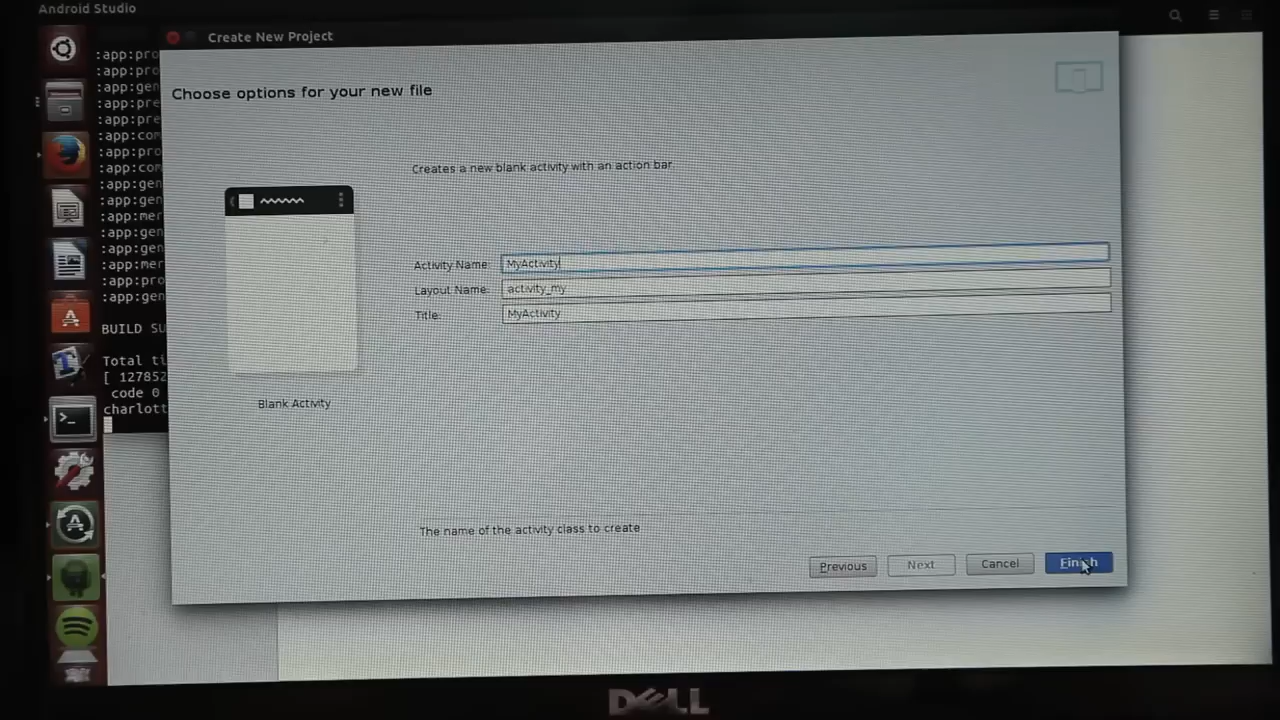 Android Studio
Create New Project
:app:pro
:app:pro
:app:gen
:app:pre
:app:pre
:app:com
:app:pro
:app:com
:app:gen
:app:gen
:app:mer
:app:gen
:app:gen
:app:mer
:app:pro
:app:gen
BUILD SU
Total ti
[ 127852
code 0
charlott
Choose options for your new file
Creates a new blank activity with an action bar.
Activity Name: MyActivity
Layout Name: activity_my
Title: MyActivity
Blank Activity
The name of the activity class to create
Previous
Next
Cancel
Finish
DELL